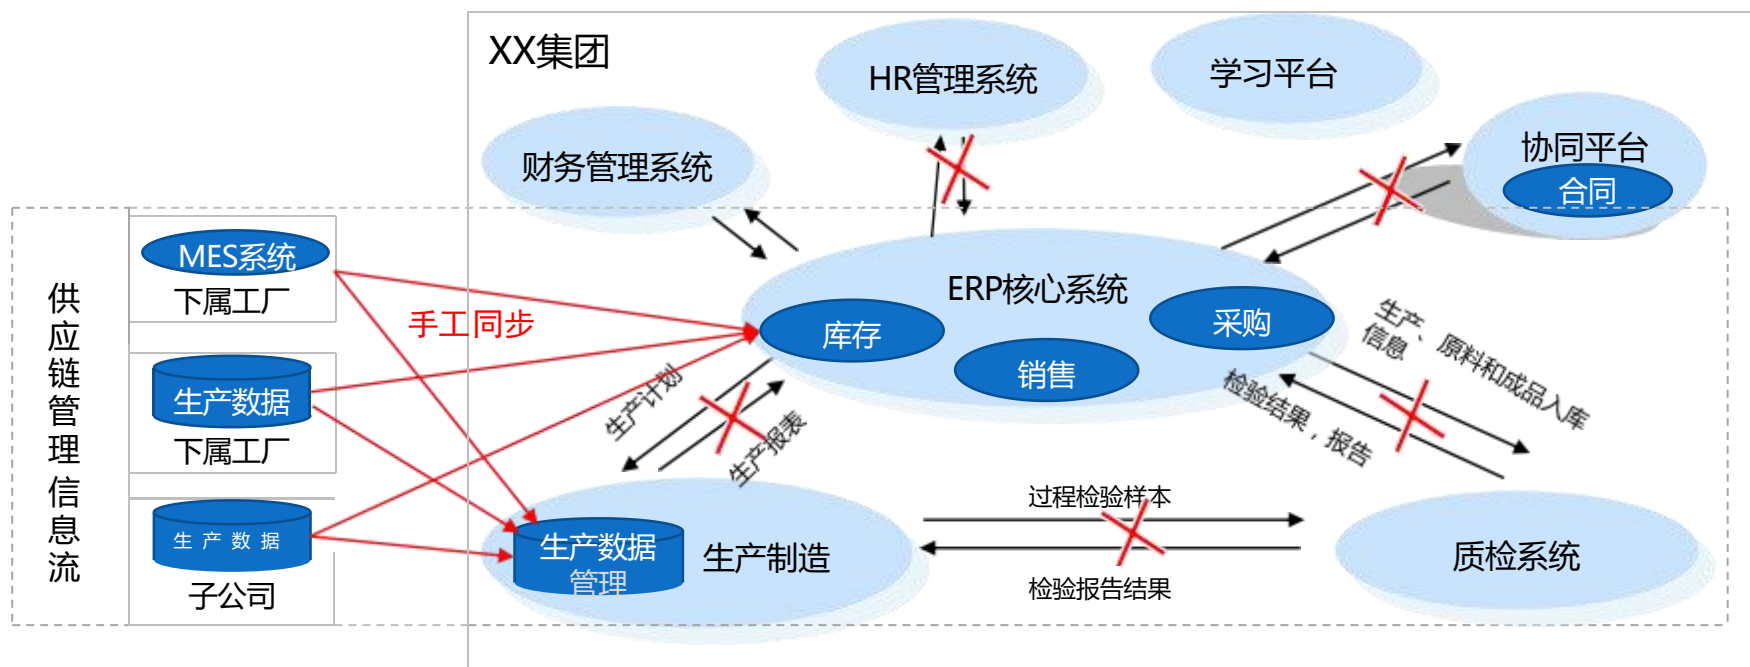 XX集团
HR管理系统
学习平台
财务管理系统
协同平台
合同
供应链管理信息流
MES系统
下属工厂
手工同步
ERP核心系统
库存
销售
采购
生产数据
下属工厂
生产计划
生产报表
生产、原料和成品入库
信息
检验结果，报告
生产数据
子公司
生产数据
管理
生产制造
过程检验样本
检验报告结果
质检系统